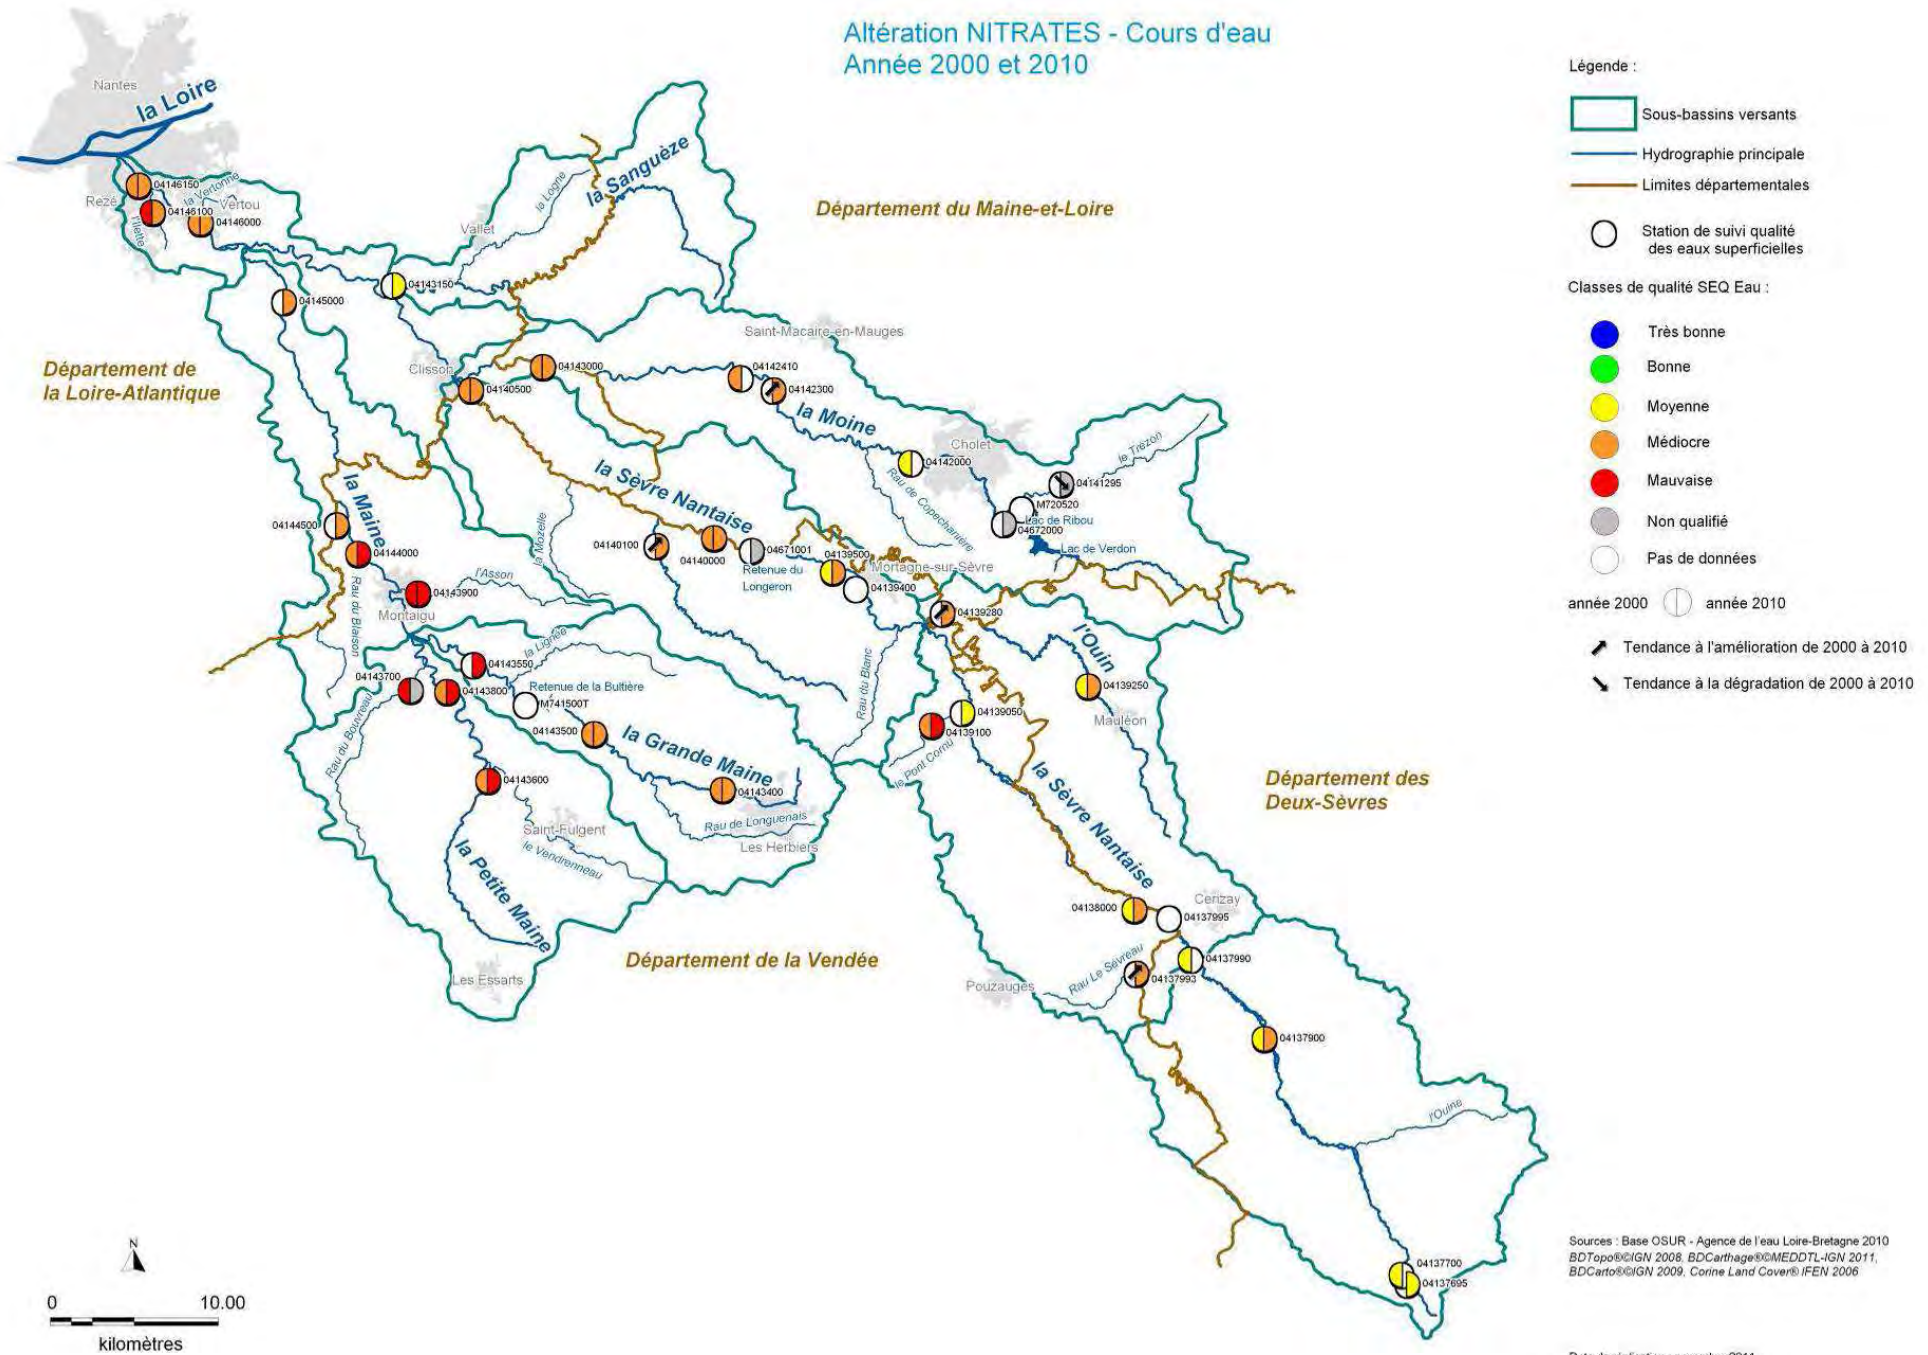 Altération NITRATES - Cours d'eau
Année 2000 et 2010
Légende :
Sous-bassins versants
Hydrographie principale
Limites départementales
Station de suivi qualité
des eaux superficielles
Classes de qualité SEQ Eau :
Très bonne
Bonne
Moyenne
Médiocre
Mauvaise
Non qualifié
Pas de données
année 2000
année 2010
Tendance à l'amélioration de 2000 à 2010
Tendance à la dégradation de 2000 à 2010
Nantes
la Loire
04146150
la Vertonne
Rezé
04146100
Vertou
l'Ilette
04146000
la Logne
la Sanguèze
Vallet
Département du Maine-et-Loire
04143150
04145000
Saint-Macaire-en-Mauges
Département de
la Loire-Atlantique
Clisson
04143000
04142410
04140500
04142300
la Moine
Cholet
le Trézon
04142000
Rau de Copechanière
04141295
M720520
Lac de Ribou
04672000
Lac de Verdon
la Sèvre Nantaise
la Maine
la Mozelle
04144500
04144000
04140100
04140000
04671001
04139500
Retenue du
Longeron
Mortagne-sur-Sèvre
04139400
l'Asson
04143900
Rau du Blaison
Montaigu
04139280
l'Ouin
la Lignée
04143550
04143700
04143800
Retenue de la Bultière
M741500T
Rau du Blanc
04139250
Mauléon
04139050
04139100
le Pont Cornu
Rau du Bouvreau
04143500
la Grande Maine
04143600
04143400
Rau de Longuenais
Les Herbiers
Saint-Fulgent
le Vendrenneau
la Petite Maine
la Sèvre Nantaise
Département des
Deux-Sèvres
Cerizay
04138000
04137995
Département de la Vendée
Les Essarts
Pouzauges
Rau Le Sévreau
04137990
04137993
04137900
l'Ouine
04137700
04137695
N
0 10.00
kilomètres
Sources : Base OSUR - Agence de l'eau Loire-Bretagne 2010
BDTopo®©IGN 2008, BDCarthage®©MEDDTL-IGN 2011,
BDCarto®©IGN 2009, Corine Land Cover® IFEN 2006